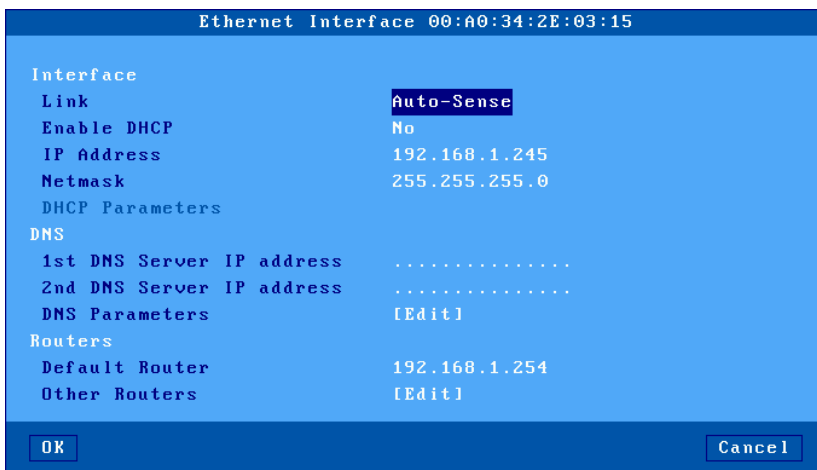 Ethernet Interface 00:A0:34:2E:03:15
Interface
Link Auto-Sense
Enable DHCP No
IP Address 192.168.1.245
Netmask 255.255.255.0
DHCP Parameters
DNS
1st DNS Server IP address ...............
2nd DNS Server IP address ...............
DNS Parameters [Edit]
Routers
Default Router 192.168.1.254
Other Routers [Edit]
OK Cancel